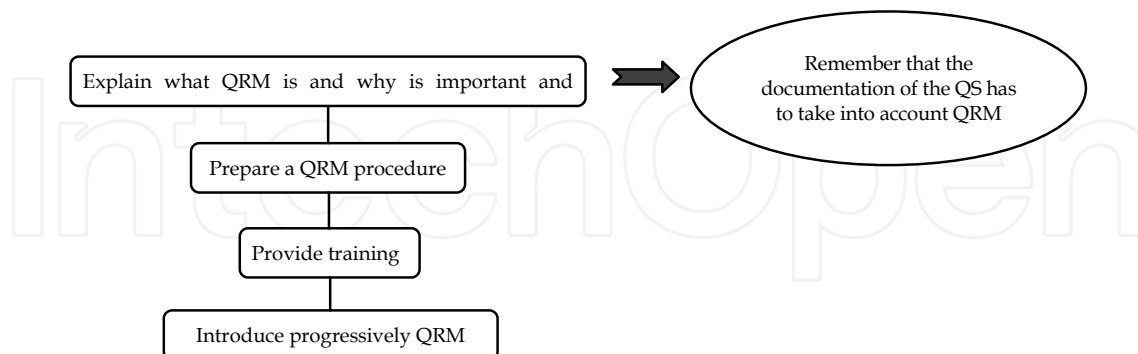 Explain what QRM is and why is important and
Remember that the
documentation of the QS has
to take into account QRM
Prepare a QRM procedure
Provide training
Introduce progressively QRM
IntechOpen